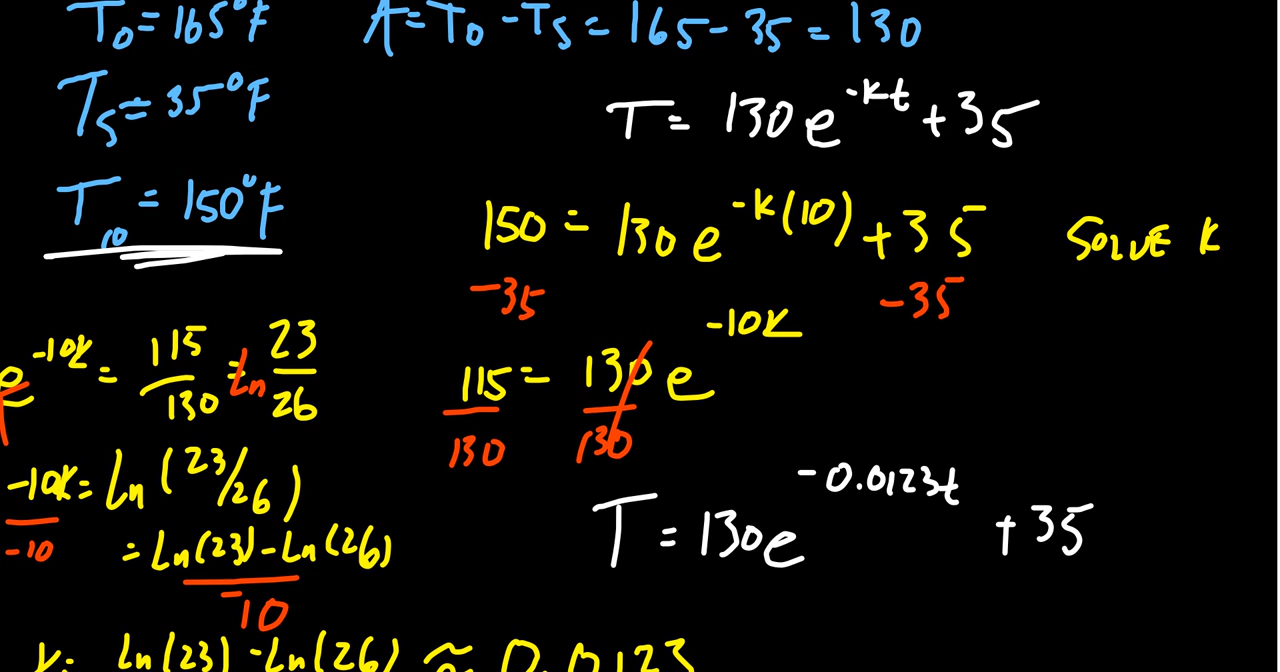 T₀ = 165°F A = T₀ - Tₛ = 165 - 35 = 130
Tₛ = 35°F
T = 130e^(-kt) + 35
T₁₀ = 150°F
150 = 130e^(-k(10)) + 35 SOLVE K
-35 -35
e^(-10k) = 115/130 = Ln 23/26
115 = 130e^(-10k)
130 130
-10k = Ln(23/26)
-10
T = 130e^(-0.0123t) + 35
= Ln(23) - Ln(26)
-10
K = Ln(23) - Ln(26) ≈ 0.0123